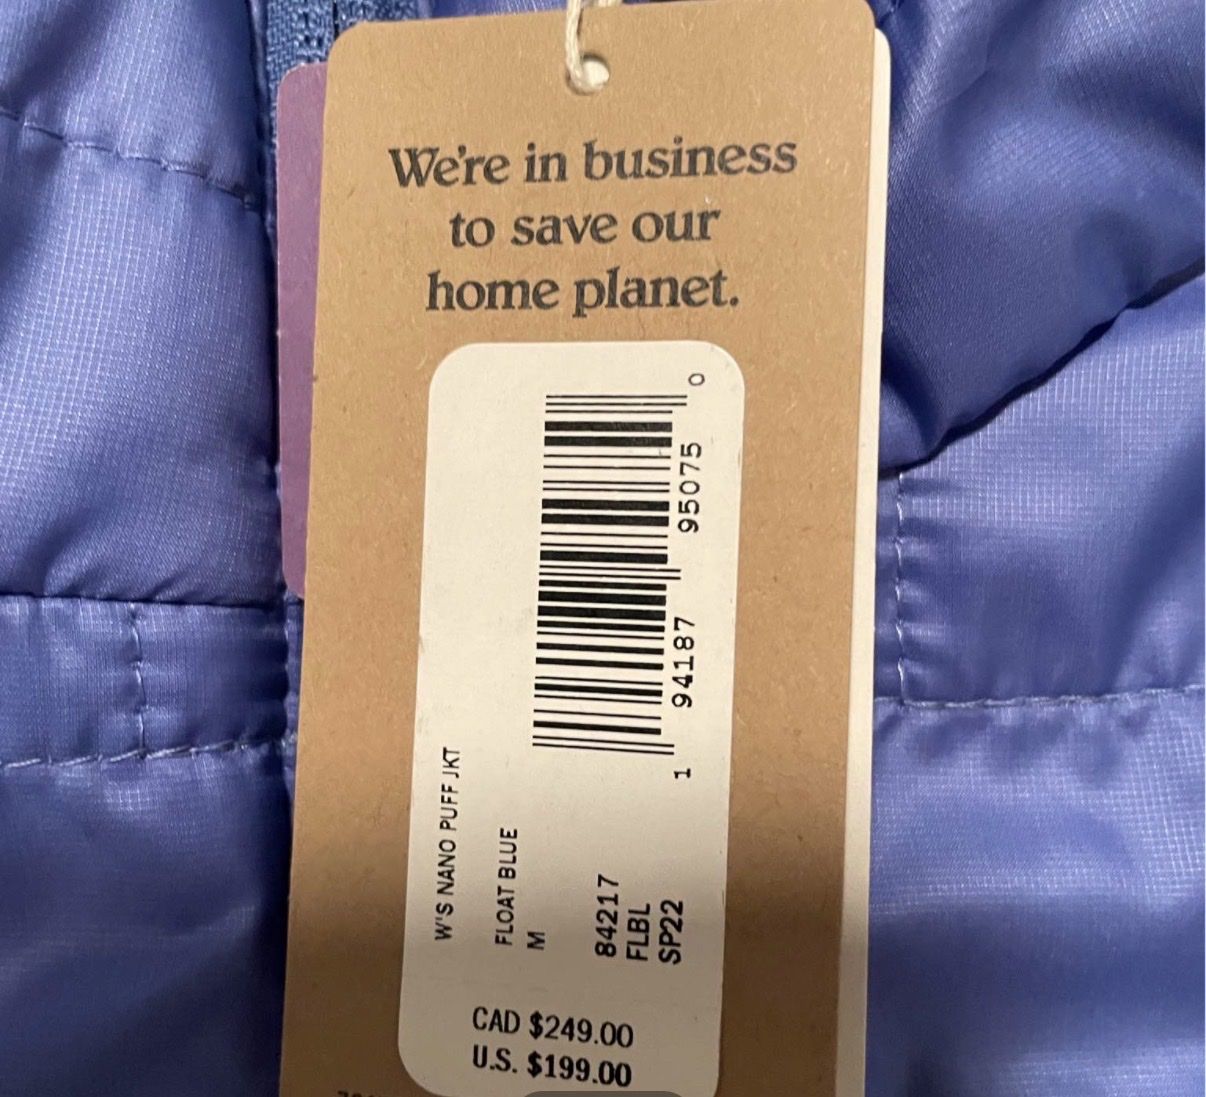 We're in business
to save our
home planet.
W'S NANO PUFF JKT
FLOAT BLUE
M
84217
FLBL
SP22
1 94187 95075 0
CAD $249.00
U.S. $199.00